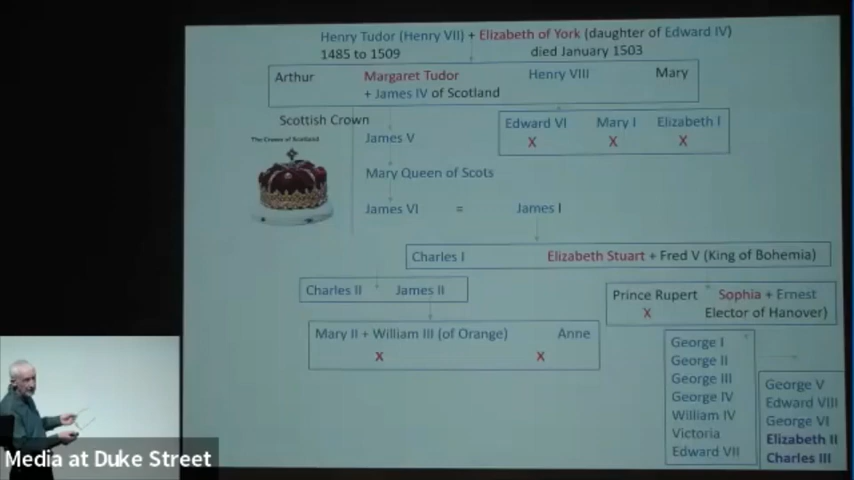 Henry Tudor (Henry VII) + Elizabeth of York (daughter of Edward IV)
1485 to 1509 died January 1503
Arthur Margaret Tudor Henry VIII Mary
+ James IV of Scotland
Scottish Crown
The Crown of Scotland
Edward VI Mary I Elizabeth I
X X X
James V
Mary Queen of Scots
James VI = James I
Charles I Elizabeth Stuart + Fred V (King of Bohemia)
Charles II James II
Prince Rupert Sophia + Ernest
X Elector of Hanover)
Mary II + William III (of Orange) Anne
X X
George I
George II
George III
George IV
William IV
Victoria
Edward VII
George V
Edward VIII
George VI
Elizabeth II
Charles III
Media at Duke Street